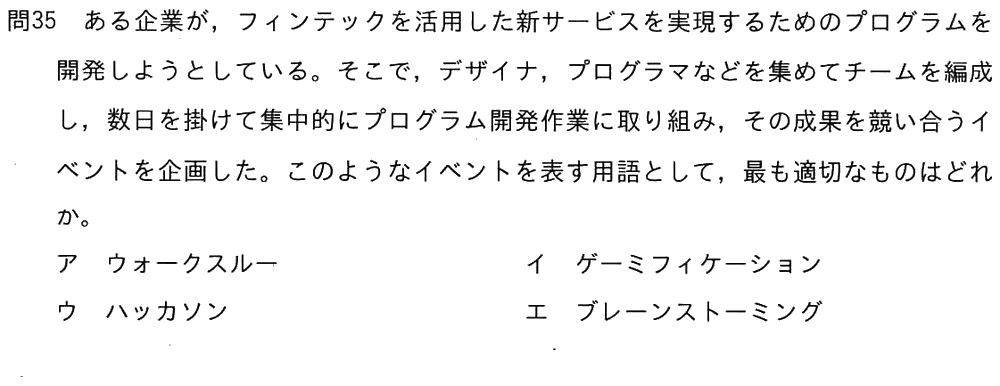 問35 ある企業が，フィンテックを活用した新サービスを実現するためのプログラムを
開発しようとしている。そこで，デザイナ，プログラマなどを集めてチームを編成
し，数日を掛けて集中的にプログラム開発作業に取り組み，その成果を競い合うイ
ベントを企画した。このようなイベントを表す用語として，最も適切なものはどれ
か。
ア ウォークスルー イ ゲーミフィケーション
ウ ハッカソン エ ブレーンストーミング